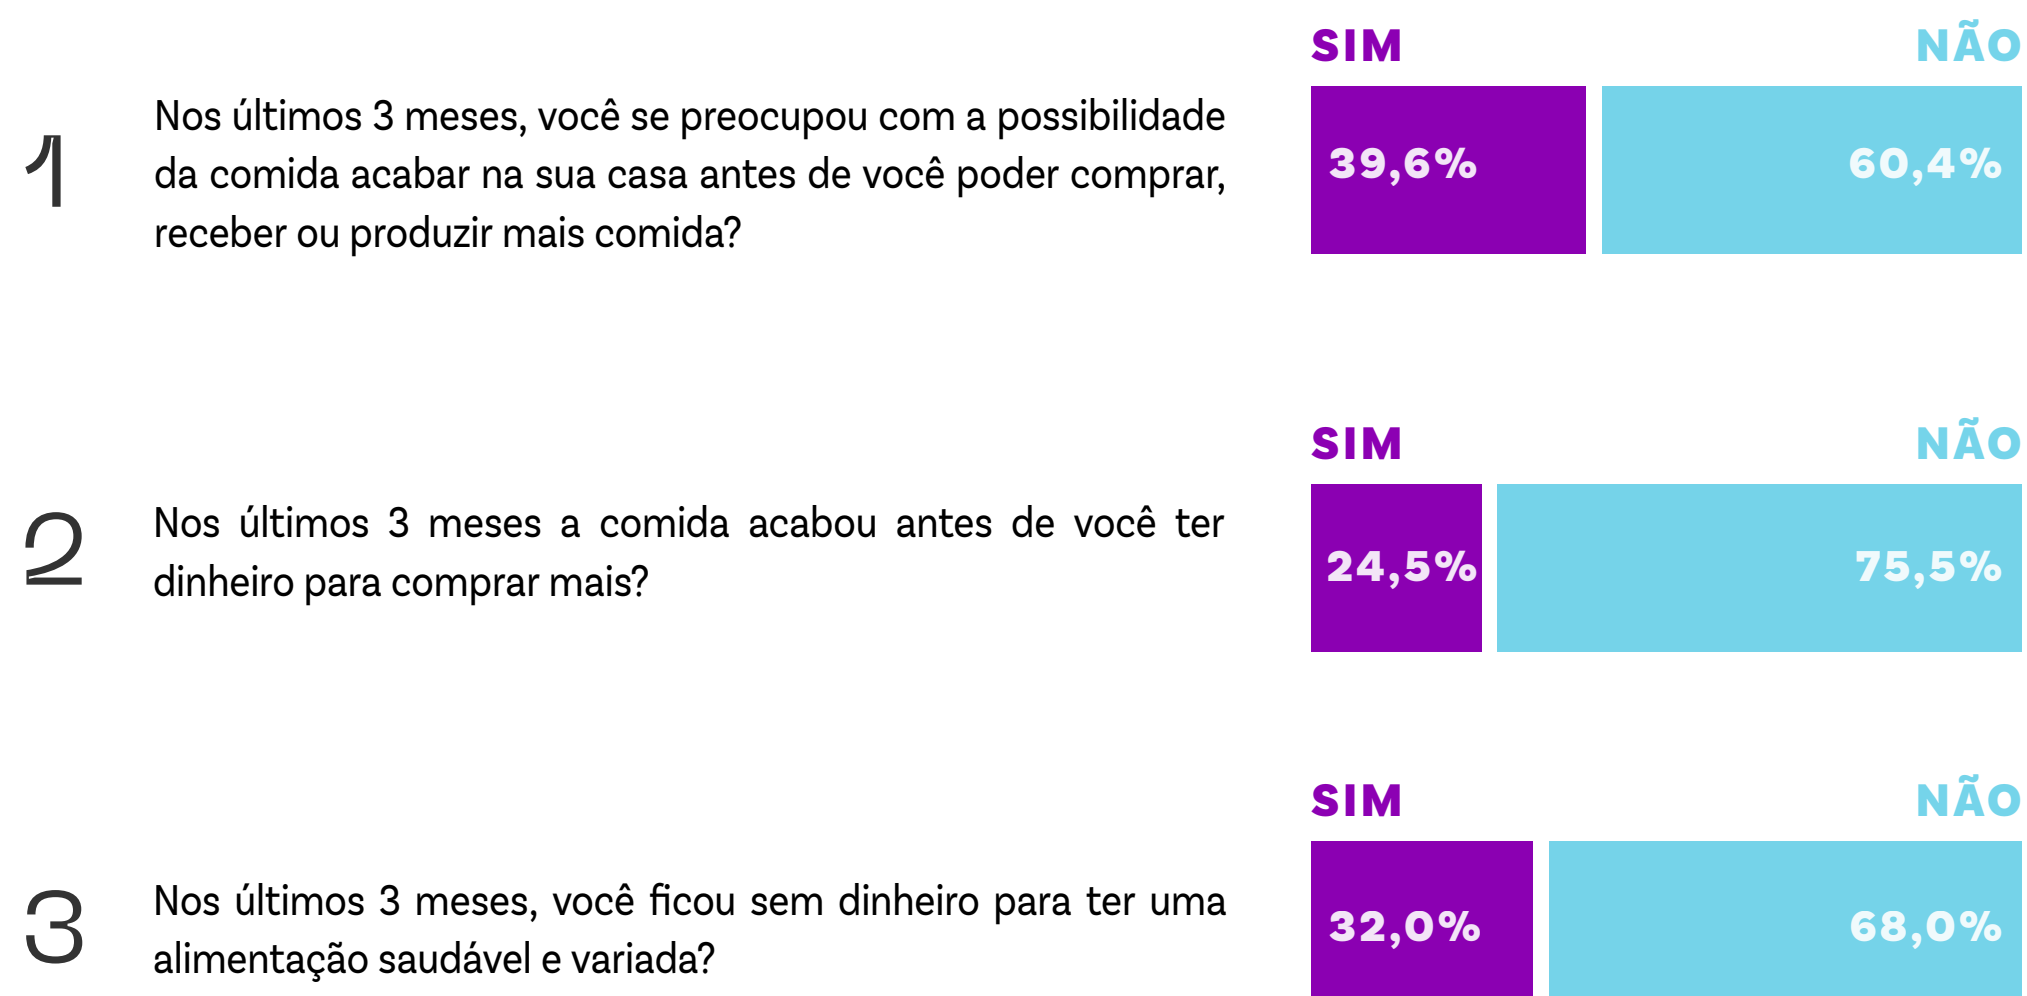 SIM NÃO
1
Nos últimos 3 meses, você se preocupou com a possibilidade
da comida acabar na sua casa antes de você poder comprar,
receber ou produzir mais comida?
39,6% 60,4%
SIM NÃO
2
Nos últimos 3 meses a comida acabou antes de você ter
dinheiro para comprar mais?
24,5% 75,5%
SIM NÃO
3
Nos últimos 3 meses, você ficou sem dinheiro para ter uma
alimentação saudável e variada?
32,0% 68,0%